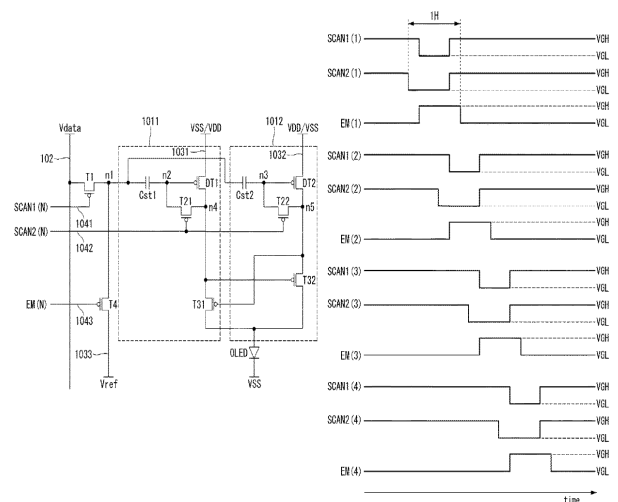 Vdata
102
T1
n1
SCAN1(N)
1041
SCAN2(N)
1042
EM(N)
1043
T4
1033
Vref
1011
VSS/VDD
1031
Cst1
n2
DT1
T21
n4
T31
1012
VDD/VSS
1032
Cst2
n3
DT2
T22
n5
T32
OLED
VSS
1H
SCAN1(1)
VGH
VGL
SCAN2(1)
VGH
VGL
EM(1)
VGH
VGL
SCAN1(2)
VGH
VGL
SCAN2(2)
VGH
VGL
EM(2)
VGH
VGL
SCAN1(3)
VGH
VGL
SCAN2(3)
VGH
VGL
EM(3)
VGH
VGL
SCAN1(4)
VGH
VGL
SCAN2(4)
VGH
VGL
EM(4)
VGH
VGL
time